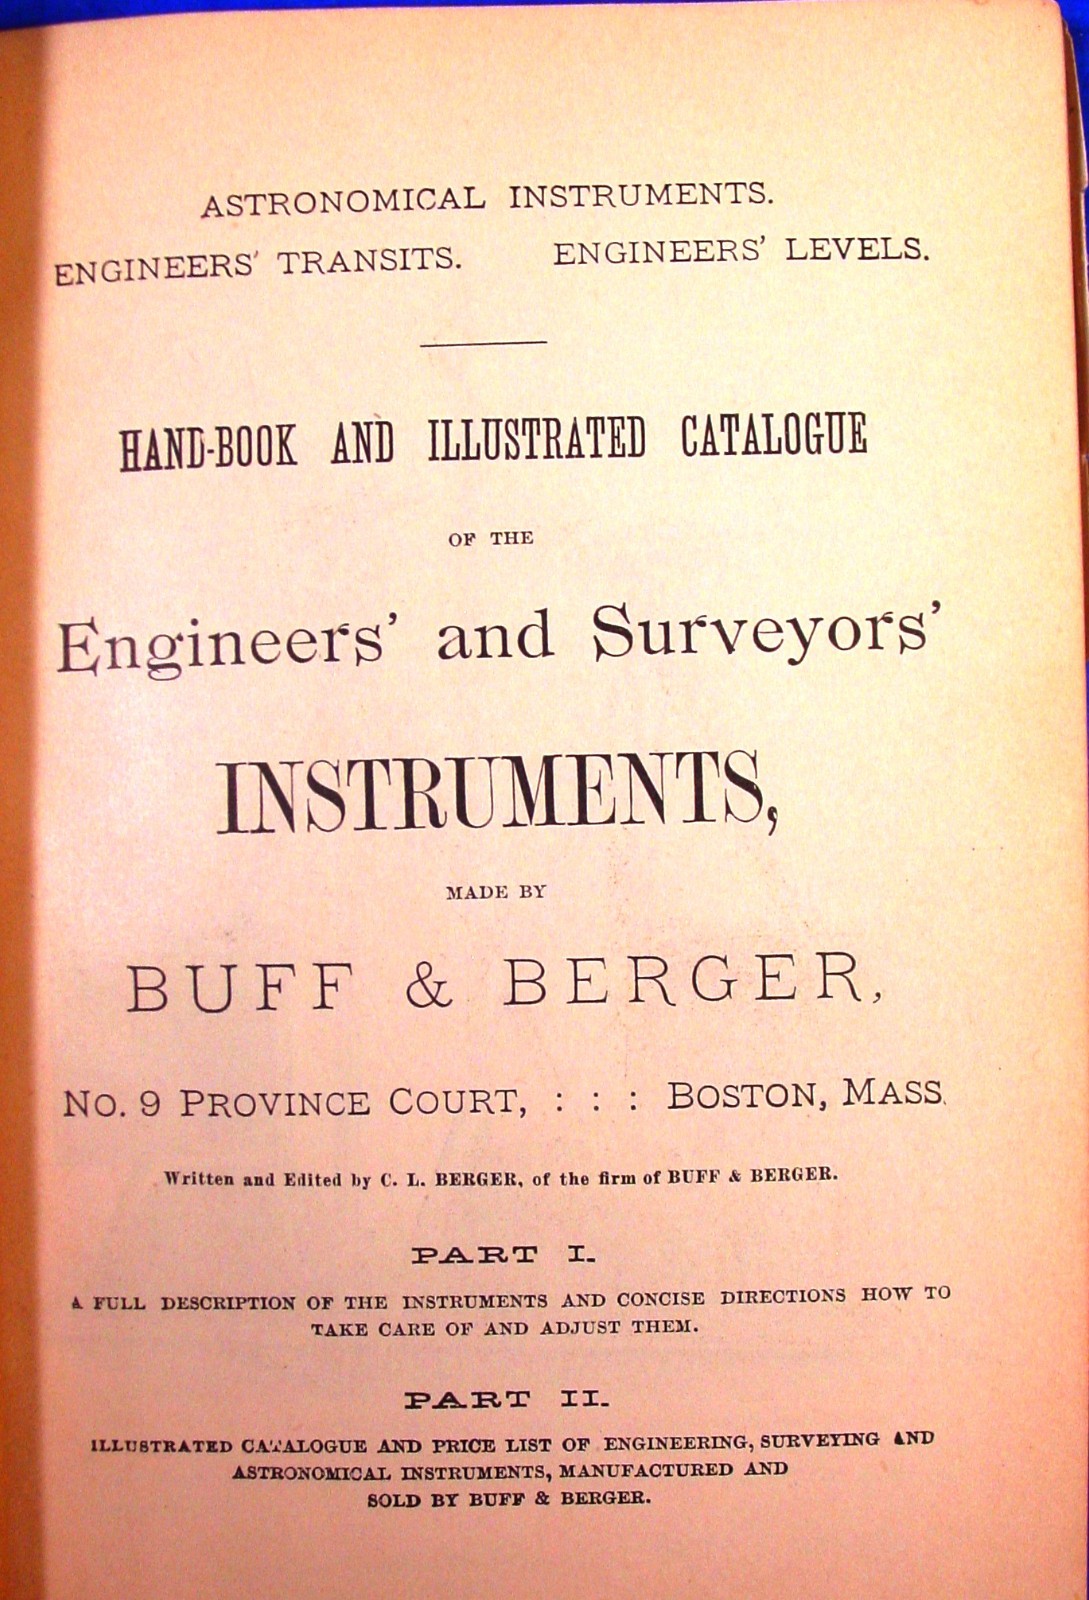 ASTRONOMICAL INSTRUMENTS.
ENGINEERS' TRANSITS. ENGINEERS' LEVELS.
HAND-BOOK AND ILLUSTRATED CATALOGUE
OF THE
Engineers' and Surveyors'
INSTRUMENTS,
MADE BY
BUFF & BERGER,
NO. 9 PROVINCE COURT, : : : BOSTON, MASS.
Written and Edited by C. L. BERGER, of the firm of BUFF & BERGER.
PART I.
A FULL DESCRIPTION OF THE INSTRUMENTS AND CONCISE DIRECTIONS HOW TO
TAKE CARE OF AND ADJUST THEM.
PART II.
ILLUSTRATED CATALOGUE AND PRICE LIST OF ENGINEERING, SURVEYING AND
ASTRONOMICAL INSTRUMENTS, MANUFACTURED AND
SOLD BY BUFF & BERGER.